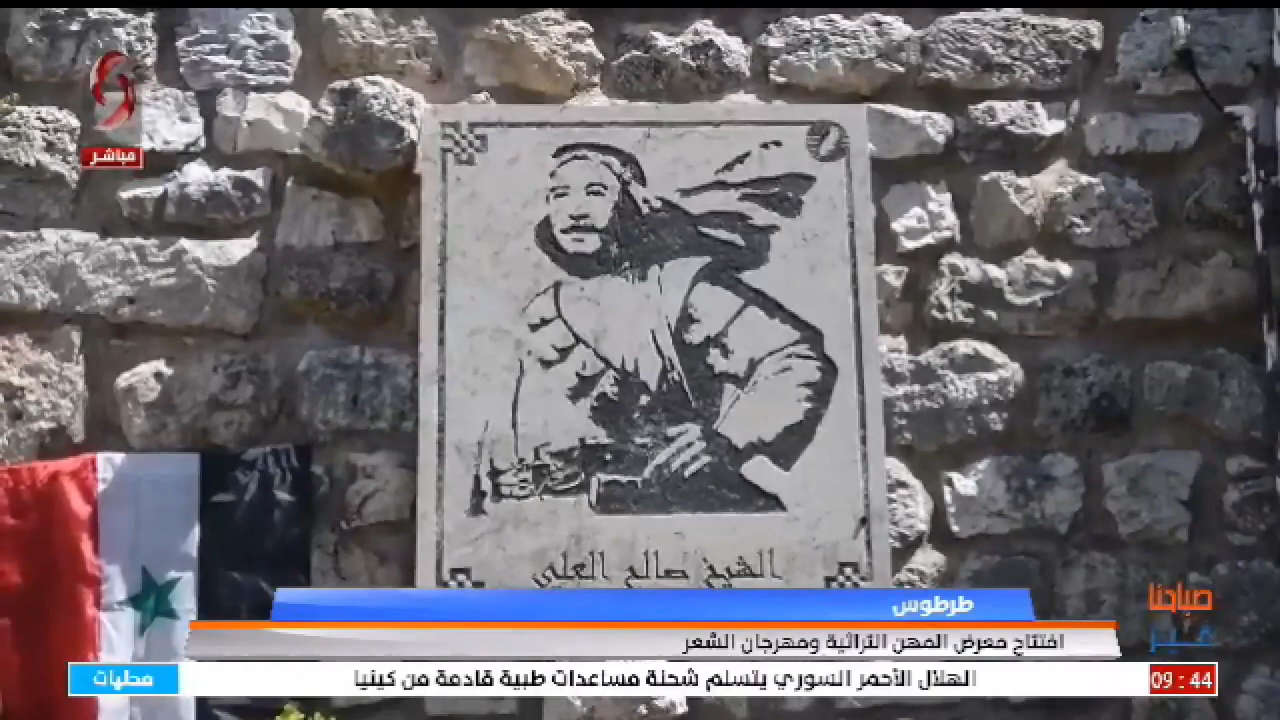 مباشر
الشيخ صالح العلي
طرطوس
صباحنا
غير
افتتاح معرض المهن التراثية ومهرجان الشعر
محليات
الهلال الأحمر السوري يتسلم شحنة مساعدات طبية قادمة من كينيا
09:44